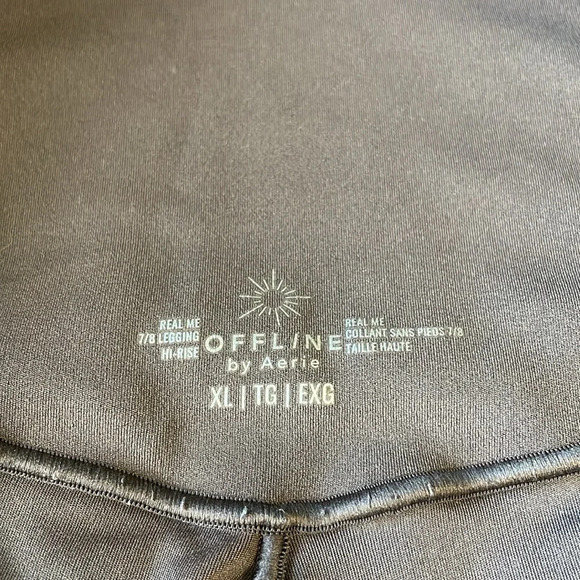 REAL ME
7/8 LEGGING
HI-RISE
OFFLINE
by Aerie
REAL ME
COLLANT SANS PIEDS 7/8
TAILLE HAUTE
XL | TG | EXG